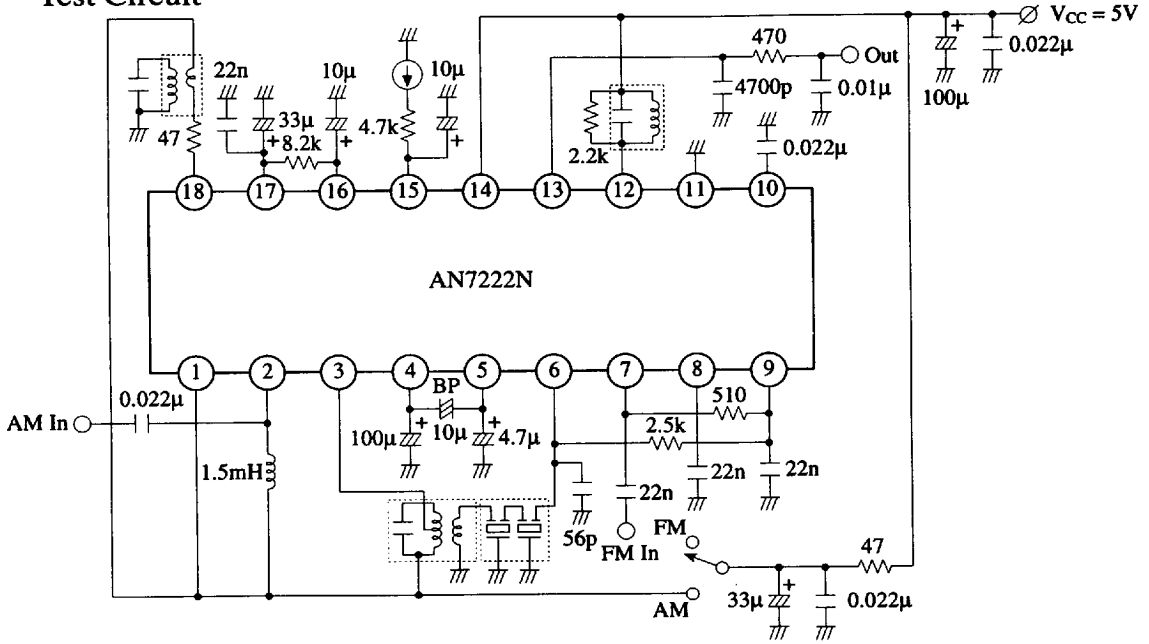 Test Circuit
VCC = 5V
470
Out
22n
10μ
10μ
4700p
0.01μ
100μ
0.022μ
47
33μ
8.2k
4.7k
2.2k
0.022μ
18 17 16 15 14 13 12 11 10
AN7222N
1 2 3 4 5 6 7 8 9
0.022μ
BP
510
AM In
100μ
10μ
4.7μ
2.5k
1.5mH
22n
22n
22n
56p
FM In
FM
47
AM
33μ
0.022μ